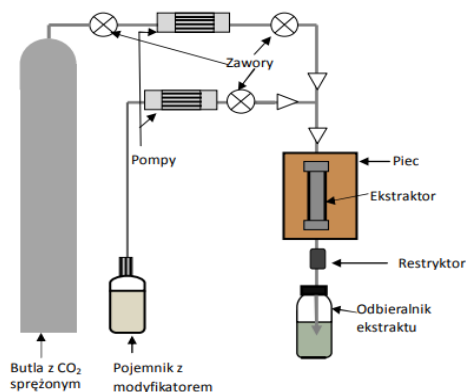 Zawory
Pompy
Piec
Ekstraktor
Restryktor
Odbieralnik
ekstraktu
Butla z CO₂
sprężonym
Pojemnik z
modyfikatorem